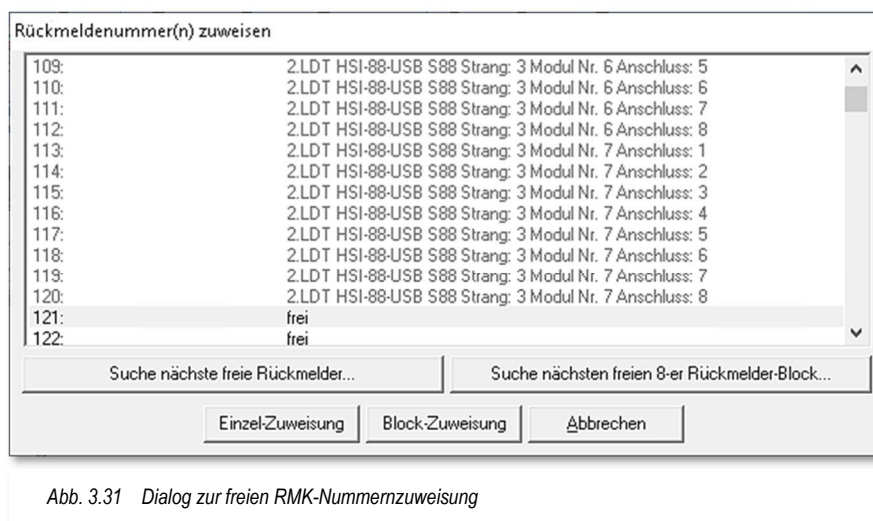 Rückmeldenummer(n) zuweisen
109: 2.LDT HSI-88-USB S88 Strang: 3 Modul Nr. 6 Anschluss: 5
110: 2.LDT HSI-88-USB S88 Strang: 3 Modul Nr. 6 Anschluss: 6
111: 2.LDT HSI-88-USB S88 Strang: 3 Modul Nr. 6 Anschluss: 7
112: 2.LDT HSI-88-USB S88 Strang: 3 Modul Nr. 6 Anschluss: 8
113: 2.LDT HSI-88-USB S88 Strang: 3 Modul Nr. 7 Anschluss: 1
114: 2.LDT HSI-88-USB S88 Strang: 3 Modul Nr. 7 Anschluss: 2
115: 2.LDT HSI-88-USB S88 Strang: 3 Modul Nr. 7 Anschluss: 3
116: 2.LDT HSI-88-USB S88 Strang: 3 Modul Nr. 7 Anschluss: 4
117: 2.LDT HSI-88-USB S88 Strang: 3 Modul Nr. 7 Anschluss: 5
118: 2.LDT HSI-88-USB S88 Strang: 3 Modul Nr. 7 Anschluss: 6
119: 2.LDT HSI-88-USB S88 Strang: 3 Modul Nr. 7 Anschluss: 7
120: 2.LDT HSI-88-USB S88 Strang: 3 Modul Nr. 7 Anschluss: 8
121: frei
122: frei
Suche nächste freie Rückmelder... Suche nächsten freien 8-er Rückmelder-Block...
Einzel-Zuweisung Block-Zuweisung Abbrechen
Abb. 3.31 Dialog zur freien RMK-Nummernzuweisung